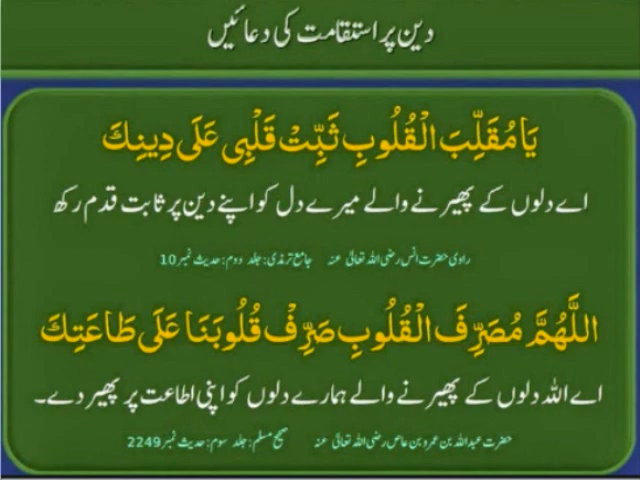 دین پر استقامت کی دعائیں
يَا مُقَلِّبَ الْقُلُوبِ ثَبِّتْ قَلْبِى عَلَى دِينِكَ
اے دلوں کے پھیرنے والے میرے دل کو اپنے دین پر ثابت قدم رکھ
راوی حضرت انس رضی اللہ تعالیٰ عنہ جامع ترمذی: جلد دوم: حدیث نمبر 10
اللَّهُمَّ مُصَرِّفَ الْقُلُوبِ صَرِّفْ قُلُوبَنَا عَلَى طَاعَتِكَ
اے اللہ دلوں کے پھیرنے والے ہمارے دلوں کو اپنی اطاعت پر پھیر دے۔
حضرت عبداللہ بن عمرو بن عاص رضی اللہ تعالیٰ عنہ صحیح مسلم: جلد سوم: حدیث نمبر 2249